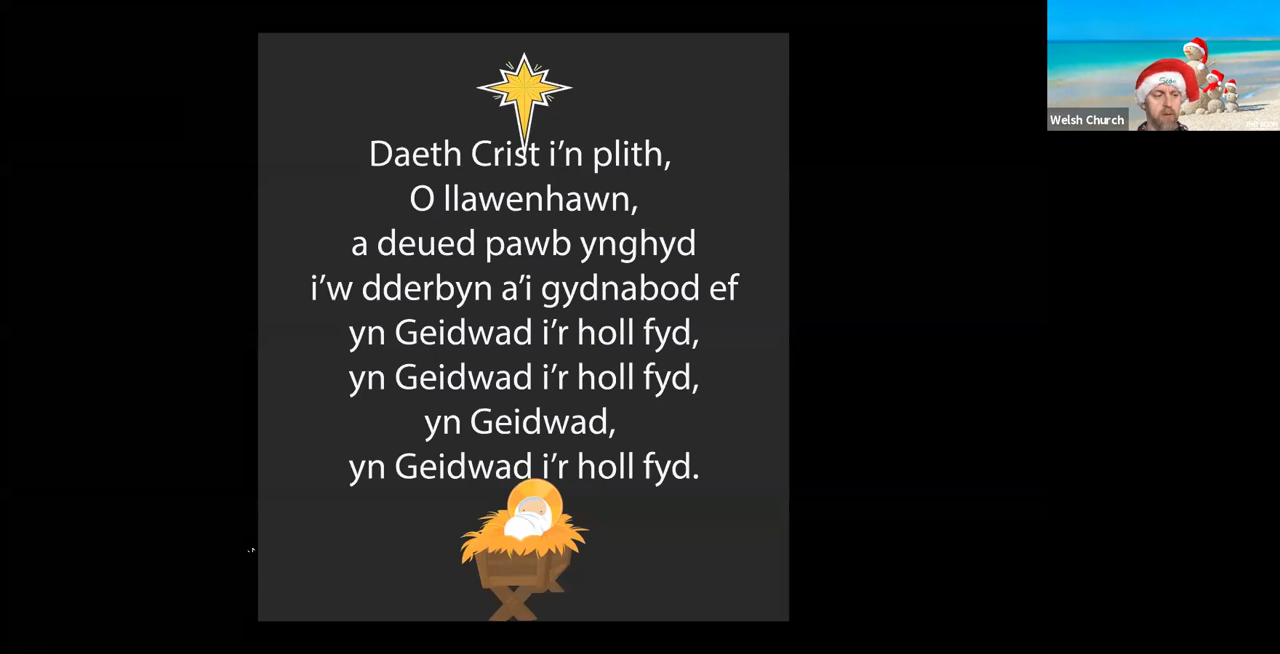 Daeth Crist i'n plith,
O llawenhawn,
a deued pawb ynghyd
i'w dderbyn a'i gydnabod ef
yn Geidwad i'r holl fyd,
yn Geidwad i'r holl fyd,
yn Geidwad,
yn Geidwad i'r holl fyd.
Welsh Church